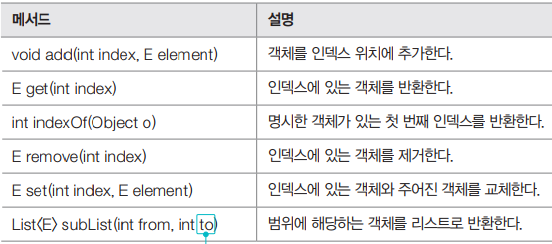 메서드 설명
void add(int index, E element) 객체를 인덱스 위치에 추가한다.
E get(int index) 인덱스에 있는 객체를 반환한다.
int indexOf(Object o) 명시한 객체가 있는 첫 번째 인덱스를 반환한다.
E remove(int index) 인덱스에 있는 객체를 제거한다.
E set(int index, E element) 인덱스에 있는 객체와 주어진 객체를 교체한다.
List〈E〉 subList(int from, int to) 범위에 해당하는 객체를 리스트로 반환한다.